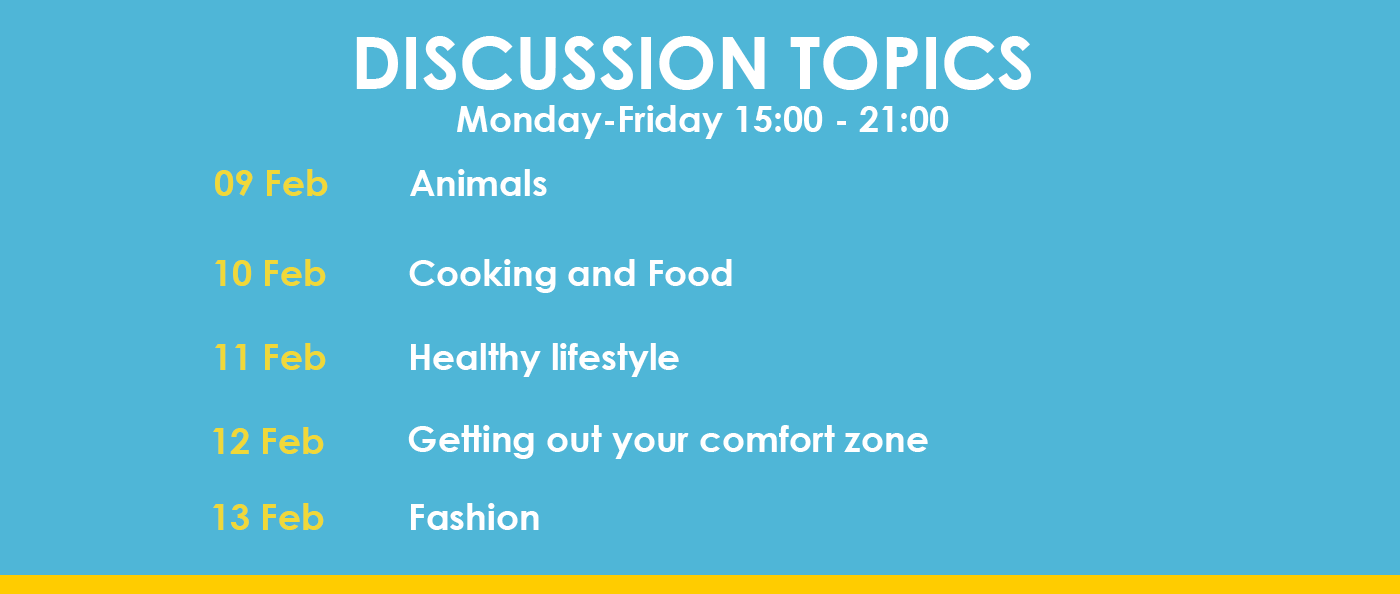 DISCUSSION TOPICS
Monday-Friday 15:00 - 21:00
09 Feb Animals
10 Feb Cooking and Food
11 Feb Healthy lifestyle
12 Feb Getting out your comfort zone
13 Feb Fashion